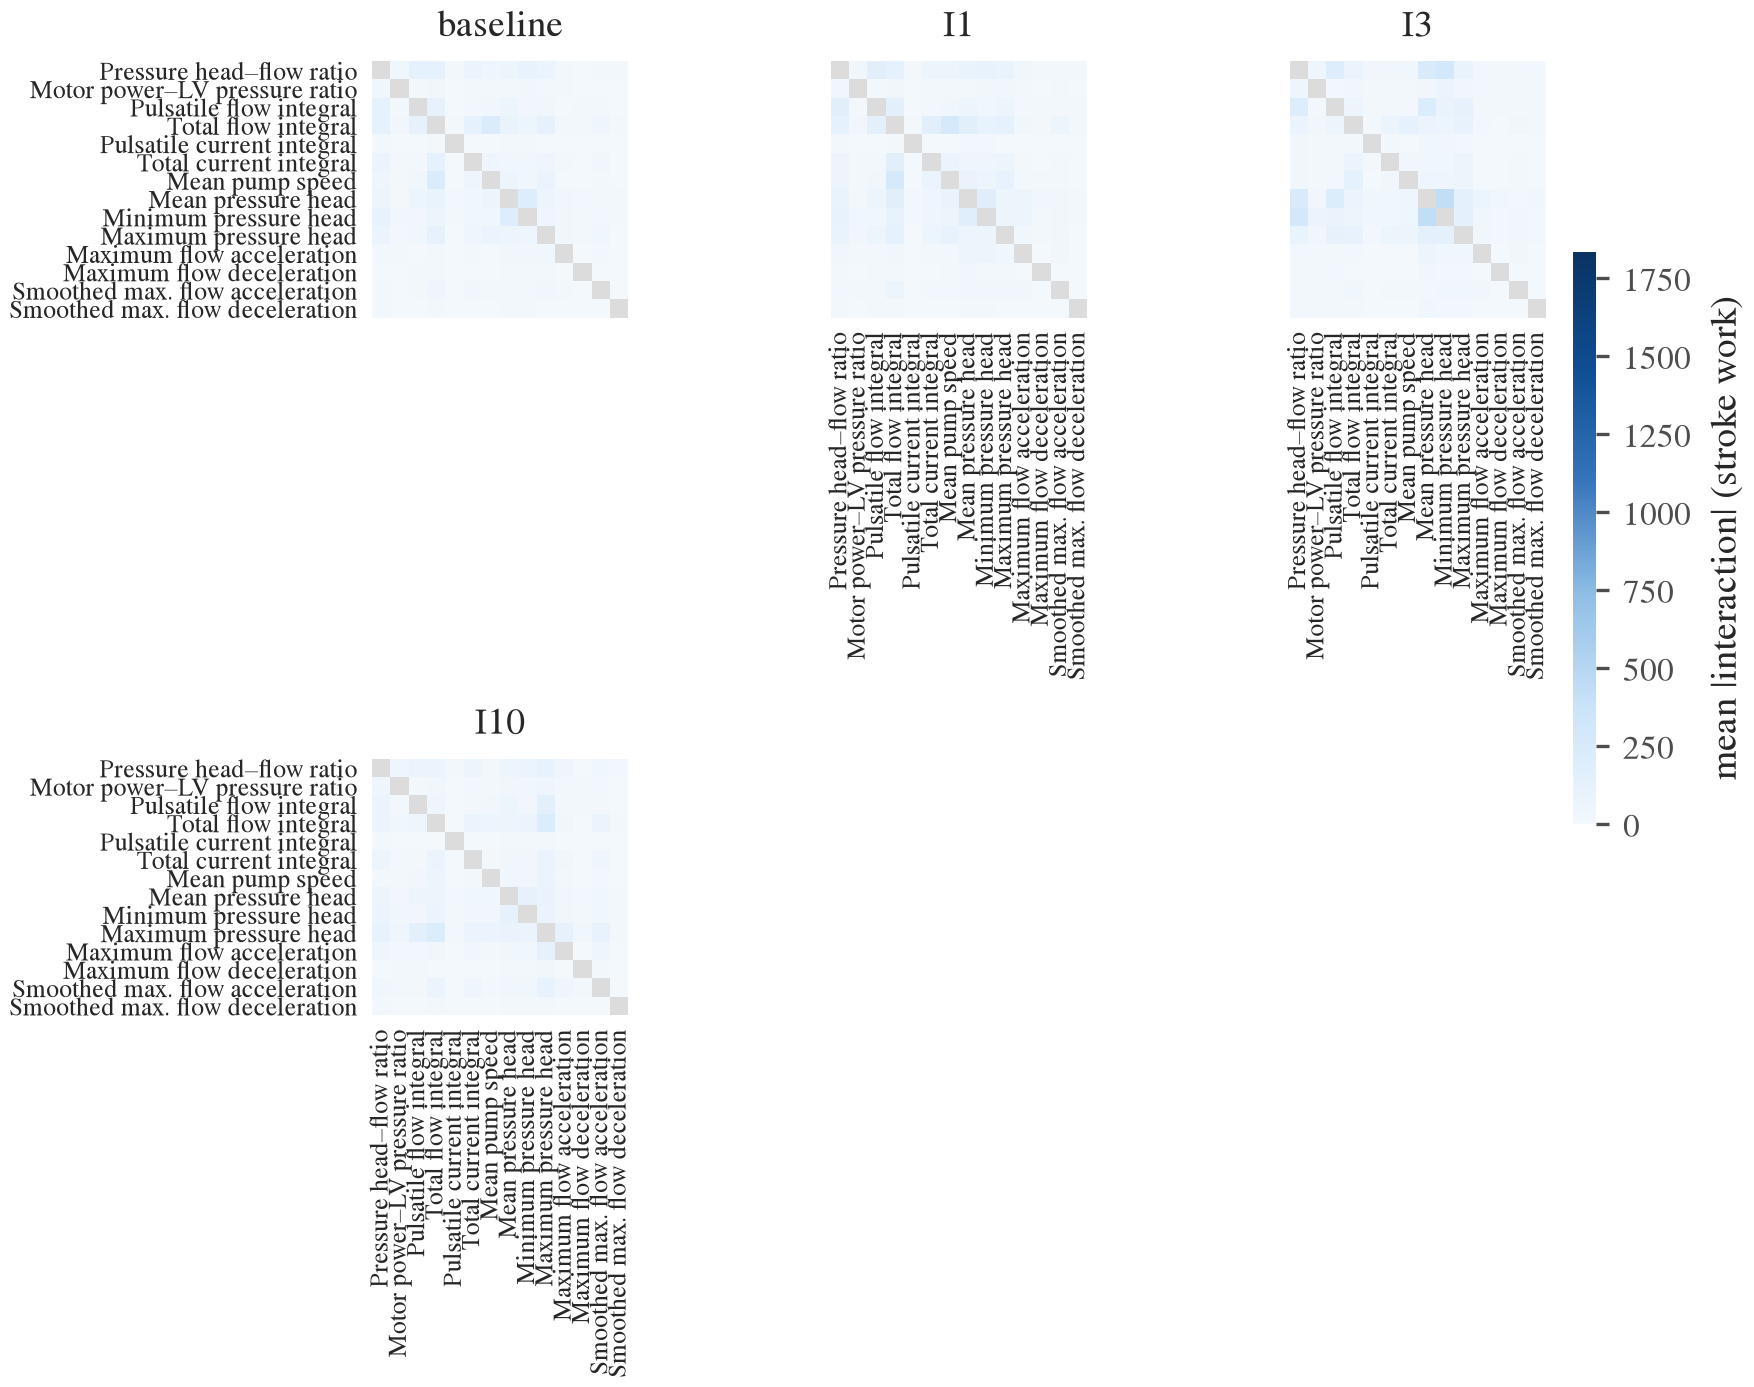 baseline
I1
I3
Pressure head–flow ratio
Motor power–LV pressure ratio
Pulsatile flow integral
Total flow integral
Pulsatile current integral
Total current integral
Mean pump speed
Mean pressure head
Minimum pressure head
Maximum pressure head
Maximum flow acceleration
Maximum flow deceleration
Smoothed max. flow acceleration
Smoothed max. flow deceleration
Pressure head–flow ratio
Motor power–LV pressure ratio
Pulsatile flow integral
Total flow integral
Pulsatile current integral
Total current integral
Mean pump speed
Mean pressure head
Minimum pressure head
Maximum pressure head
Maximum flow acceleration
Maximum flow deceleration
Smoothed max. flow acceleration
Smoothed max. flow deceleration
Pressure head–flow ratio
Motor power–LV pressure ratio
Pulsatile flow integral
Total flow integral
Pulsatile current integral
Total current integral
Mean pump speed
Mean pressure head
Minimum pressure head
Maximum pressure head
Maximum flow acceleration
Maximum flow deceleration
Smoothed max. flow acceleration
Smoothed max. flow deceleration
1750
1500
1250
1000
750
500
250
0
mean |interaction| (stroke work)
I10
Pressure head–flow ratio
Motor power–LV pressure ratio
Pulsatile flow integral
Total flow integral
Pulsatile current integral
Total current integral
Mean pump speed
Mean pressure head
Minimum pressure head
Maximum pressure head
Maximum flow acceleration
Maximum flow deceleration
Smoothed max. flow acceleration
Smoothed max. flow deceleration
Pressure head–flow ratio
Motor power–LV pressure ratio
Pulsatile flow integral
Total flow integral
Pulsatile current integral
Total current integral
Mean pump speed
Mean pressure head
Minimum pressure head
Maximum pressure head
Maximum flow acceleration
Maximum flow deceleration
Smoothed max. flow acceleration
Smoothed max. flow deceleration